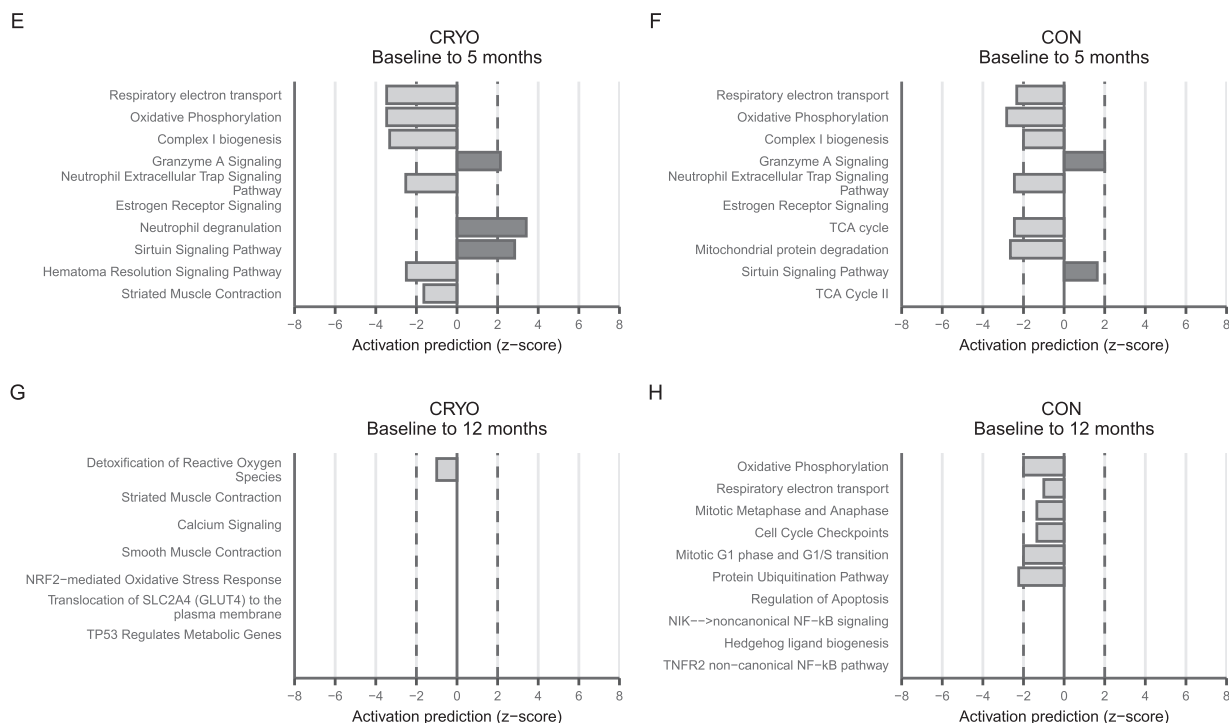 E
CRYO
Baseline to 5 months
Respiratory electron transport
Oxidative Phosphorylation
Complex I biogenesis
Granzyme A Signaling
Neutrophil Extracellular Trap Signaling
Pathway
Estrogen Receptor Signaling
Neutrophil degranulation
Sirtuin Signaling Pathway
Hematoma Resolution Signaling Pathway
Striated Muscle Contraction
−8 −6 −4 −2 0 2 4 6 8
Activation prediction (z−score)
F
CON
Baseline to 5 months
Respiratory electron transport
Oxidative Phosphorylation
Complex I biogenesis
Granzyme A Signaling
Neutrophil Extracellular Trap Signaling
Pathway
Estrogen Receptor Signaling
TCA cycle
Mitochondrial protein degradation
Sirtuin Signaling Pathway
TCA Cycle II
−8 −6 −4 −2 0 2 4 6 8
Activation prediction (z−score)
G
CRYO
Baseline to 12 months
Detoxification of Reactive Oxygen
Species
Striated Muscle Contraction
Calcium Signaling
Smooth Muscle Contraction
NRF2−mediated Oxidative Stress Response
Translocation of SLC2A4 (GLUT4) to the
plasma membrane
TP53 Regulates Metabolic Genes
−8 −6 −4 −2 0 2 4 6 8
Activation prediction (z−score)
H
CON
Baseline to 12 months
Oxidative Phosphorylation
Respiratory electron transport
Mitotic Metaphase and Anaphase
Cell Cycle Checkpoints
Mitotic G1 phase and G1/S transition
Protein Ubiquitination Pathway
Regulation of Apoptosis
NIK−−>noncanonical NF−kB signaling
Hedgehog ligand biogenesis
TNFR2 non−canonical NF−kB pathway
−8 −6 −4 −2 0 2 4 6 8
Activation prediction (z−score)